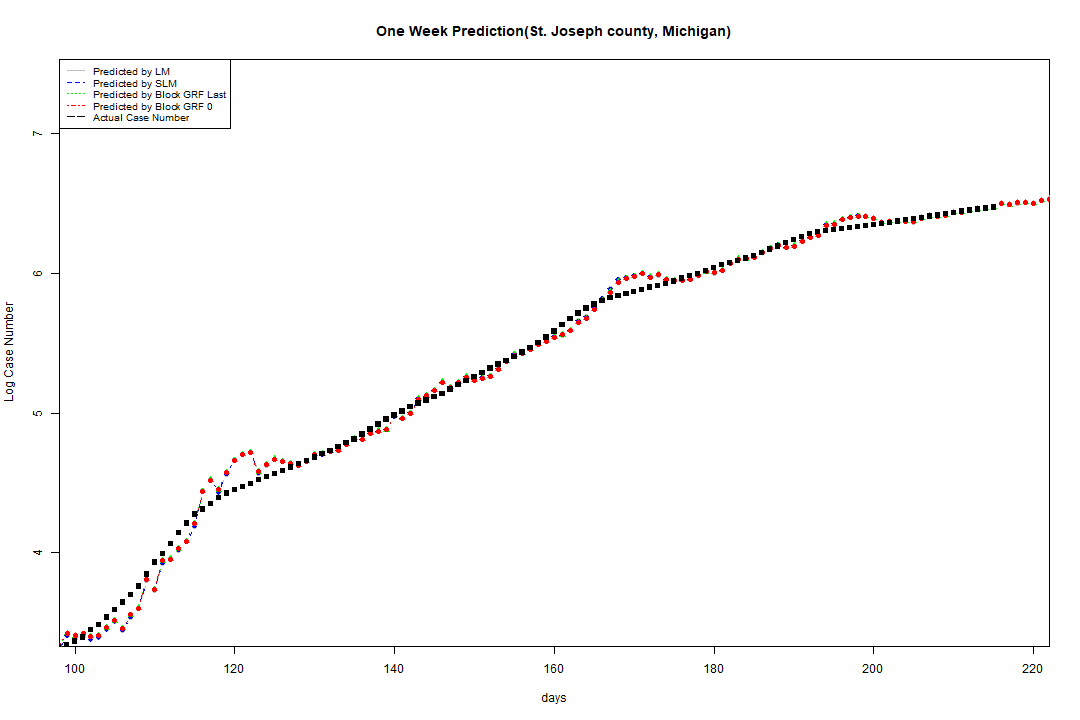 One Week Prediction(St. Joseph county, Michigan)
Predicted by LM
Predicted by SLM
Predicted by Block GRF Last
Predicted by Block GRF 0
Actual Case Number
7
6
5
4
Log Case Number
100 120 140 160 180 200 220
days